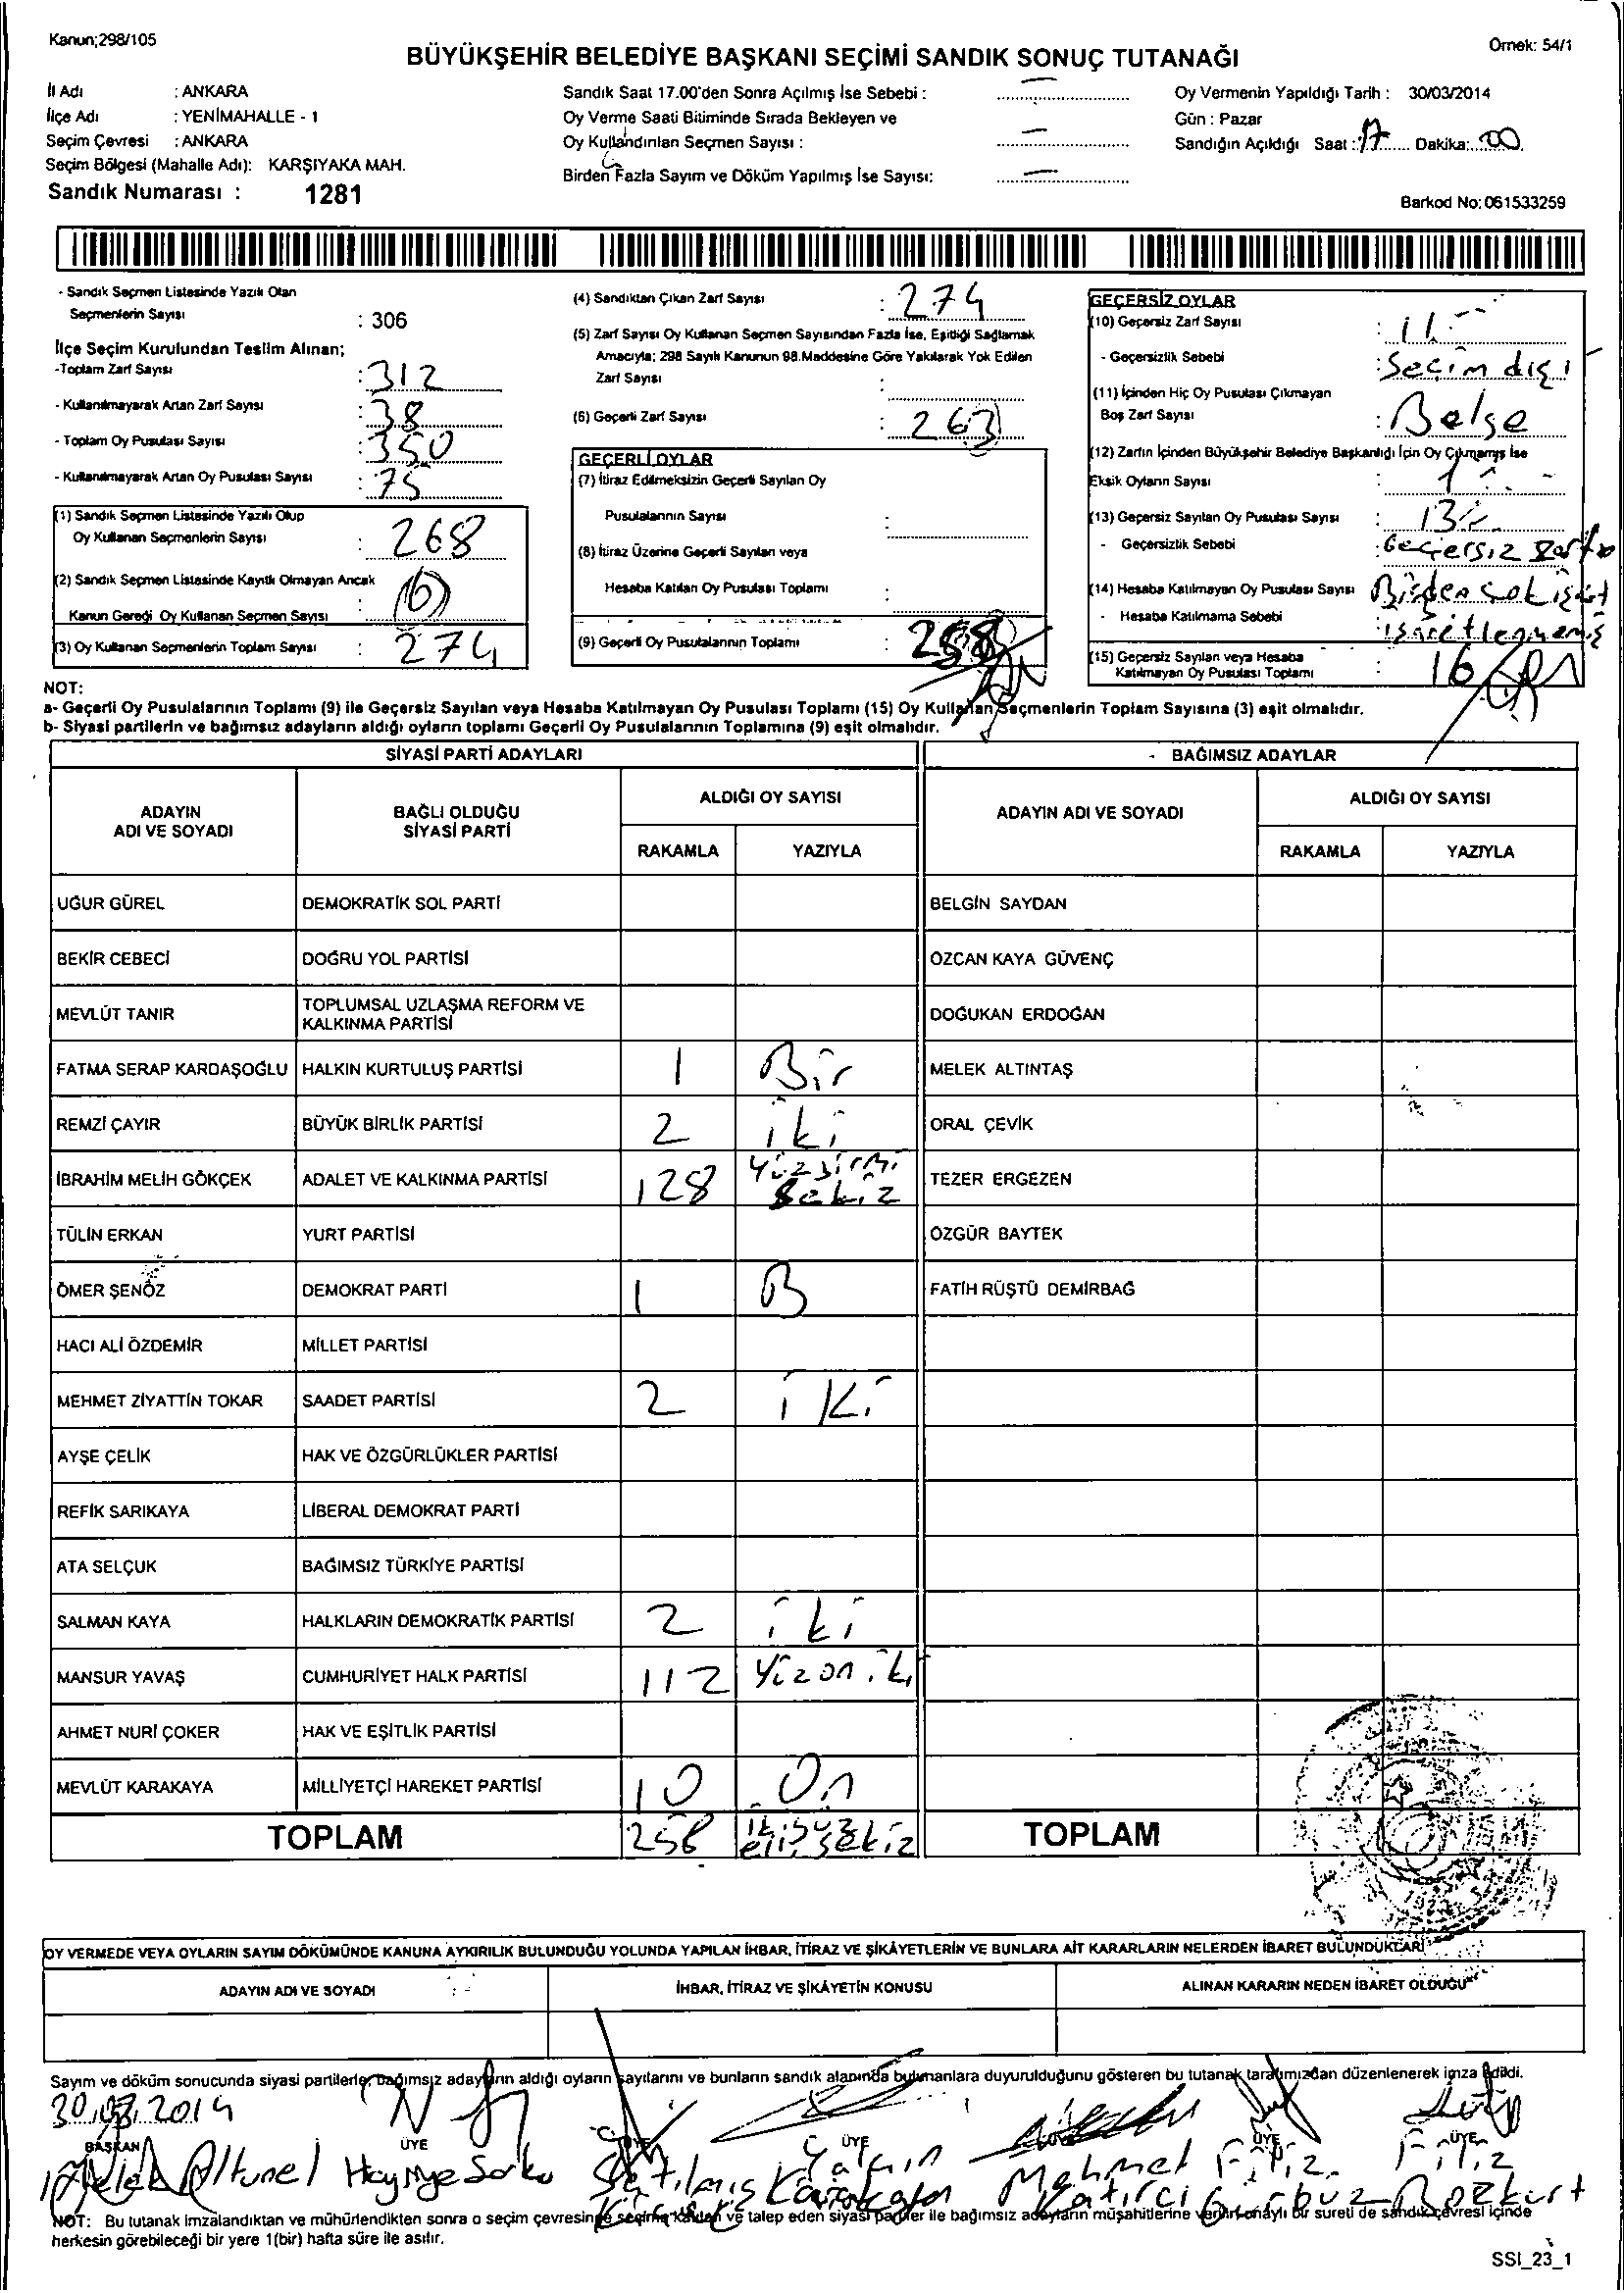 Kanun;298/105
Örnek: 54/1
BÜYÜKŞEHİR BELEDİYE BAŞKANI SEÇİMİ SANDIK SONUÇ TUTANAĞI
İl Adı : ANKARA
İlçe Adı : YENİMAHALLE - 1
Seçim Çevresi : ANKARA
Seçim Bölgesi (Mahalle Adı): KARŞIYAKA MAH.
Sandık Numarası : 1281
Sandık Saat 17.00'den Sonra Açılmış İse Sebebi :
Oy Verme Saati Bitiminde Sırada Bekleyen ve
Oy Kullandırılan Seçmen Sayısı :
Birden Fazla Sayım ve Döküm Yapılmış İse Sayısı:
Oy Vermenin Yapıldığı Tarih : 30/03/2014
Gün : Pazar
Sandığın Açıldığı Saat : 17 Dakika: 00
Barkod No: 061533259
- Sandık Seçmen Listesinde Yazılı Olan
Seçmenlerin Sayısı : 306
İlçe Seçim Kurulundan Teslim Alınan;
-Toplam Zarf Sayısı : 312
- Kullanılmayarak Artan Zarf Sayısı : 38
- Toplam Oy Pusulası Sayısı : 350
- Kullanılmayarak Artan Oy Pusulası Sayısı : 75
(1) Sandık Seçmen Listesinde Yazılı Olup
Oy Kullanan Seçmenlerin Sayısı : 268
(2) Sandık Seçmen Listesinde Kayıtlı Olmayan Ancak
Kanun Gereği Oy Kullanan Seçmen Sayısı : (6)
(3) Oy Kullanan Seçmenlerin Toplam Sayısı : 274
(4) Sandıktan Çıkan Zarf Sayısı : 274
(5) Zarf Sayısı Oy Kullanan Seçmen Sayısından Fazla İse, Eşitliği Sağlamak
Amacıyla; 298 Sayılı Kanunun 98.Maddesine Göre Yakılarak Yok Edilen
Zarf Sayısı :
(6) Geçerli Zarf Sayısı : 263
GEÇERLİ OYLAR
(7) İtiraz Edilmeksizin Geçerli Sayılan Oy
Pusulalarının Sayısı :
(8) İtiraz Üzerine Geçerli Sayılan veya
Hesaba Katılan Oy Pusulası Toplamı :
(9) Geçerli Oy Pusulalarının Toplamı : 258
GEÇERSİZ OYLAR
(10) Geçersiz Zarf Sayısı : 11
- Geçersizlik Sebebi : Seçim dışı
(11) İçinden Hiç Oy Pusulası Çıkmayan
Boş Zarf Sayısı : Belge
(12) Zarfın İçinden Büyükşehir Belediye Başkanlığı İçin Oy Çıkmamış İse
Eksik Oyların Sayısı : 1
(13) Geçersiz Sayılan Oy Pusulası Sayısı : 13
- Geçersizlik Sebebi : Geçersiz zarf
(14) Hesaba Katılmayan Oy Pusulası Sayısı Birden çok işaret
- Hesaba Katılmama Sebebi : işaretlenmemiş
(15) Geçersiz Sayılan veya Hesaba
Katılmayan Oy Pusulası Toplamı : 16
NOT:
a- Geçerli Oy Pusulalarının Toplamı (9) ile Geçersiz Sayılan veya Hesaba Katılmayan Oy Pusulası Toplamı (15) Oy Kullanan Seçmenlerin Toplam Sayısına (3) eşit olmalıdır.
b- Siyasi partilerin ve bağımsız adayların aldığı oyların toplamı Geçerli Oy Pusulalarının Toplamına (9) eşit olmalıdır.
SİYASİ PARTİ ADAYLARI
- BAĞIMSIZ ADAYLAR
ADAYIN ADI VE SOYADI
BAĞLI OLDUĞU SİYASİ PARTİ
ALDIĞI OY SAYISI
RAKAMLA YAZIYLA
ADAYIN ADI VE SOYADI
ALDIĞI OY SAYISI
RAKAMLA YAZIYLA
UĞUR GÜREL DEMOKRATİK SOL PARTİ BELGİN SAYDAN
BEKİR CEBECİ DOĞRU YOL PARTİSİ ÖZCAN KAYA GÜVENÇ
MEVLÜT TANIR TOPLUMSAL UZLAŞMA REFORM VE KALKINMA PARTİSİ DOĞUKAN ERDOĞAN
FATMA SERAP KARDAŞOĞLU HALKIN KURTULUŞ PARTİSİ 1 Bir MELEK ALTINTAŞ
REMZİ ÇAYIR BÜYÜK BİRLİK PARTİSİ 2 iki ORAL ÇEVİK
İBRAHİM MELİH GÖKÇEK ADALET VE KALKINMA PARTİSİ 128 Yüzyirmi Sekiz TEZER ERGEZEN
TÜLİN ERKAN YURT PARTİSİ ÖZGÜR BAYTEK
ÖMER ŞENÖZ DEMOKRAT PARTİ 1 B FATİH RÜŞTÜ DEMİRBAĞ
HACI ALİ ÖZDEMİR MİLLET PARTİSİ
MEHMET ZİYATTİN TOKAR SAADET PARTİSİ 2 iKi
AYŞE ÇELİK HAK VE ÖZGÜRLÜKLER PARTİSİ
REFİK SARIKAYA LİBERAL DEMOKRAT PARTİ
ATA SELÇUK BAĞIMSIZ TÜRKİYE PARTİSİ
SALMAN KAYA HALKLARIN DEMOKRATİK PARTİSİ 2 iki
MANSUR YAVAŞ CUMHURİYET HALK PARTİSİ 112 Yüzoniki
AHMET NURİ ÇOKER HAK VE EŞİTLİK PARTİSİ
MEVLÜT KARAKAYA MİLLİYETÇİ HAREKET PARTİSİ 10 On
TOPLAM 258 ikiyüz elli sekiz TOPLAM
OY VERMEDE VEYA OYLARIN SAYIM DÖKÜMÜNDE KANUNA AYKIRILIK BULUNDUĞU YOLUNDA YAPILAN İHBAR, İTİRAZ VE ŞİKÂYETLERİN VE BUNLARA AİT KARARLARIN NELERDEN İBARET BULUNDUKLARI
ADAYIN ADI VE SOYADI İHBAR, İTİRAZ VE ŞİKÂYETİN KONUSU ALINAN KARARIN NEDEN İBARET OLDUĞU
Sayım ve döküm sonucunda siyasi partilerle, bağımsız adayların aldığı oyların sayılarını ve bunların sandık alanında bulunanlara duyurulduğunu gösteren bu tutanak tarafımızdan düzenlenerek imza edildi.
30/03/2014
BAŞKAN ÜYE ÜYE ÜYE ÜYE ÜYE
Melek Altunel Hayriye Satılmış Karakaya Yalçın Mehmet Katırcı Filiz Gürbüz Filiz Bozkurt
NOT: Bu tutanak imzalandıktan ve mühürlendikten sonra o seçim çevresinde seçime katılan ve talep eden siyasi partiler ile bağımsız adayların müşahitlerine verilir, onaylı bir sureti de sandık çevresi içinde
herkesin görebileceği bir yere 1(bir) hafta süre ile asılır.
SSI_23_1